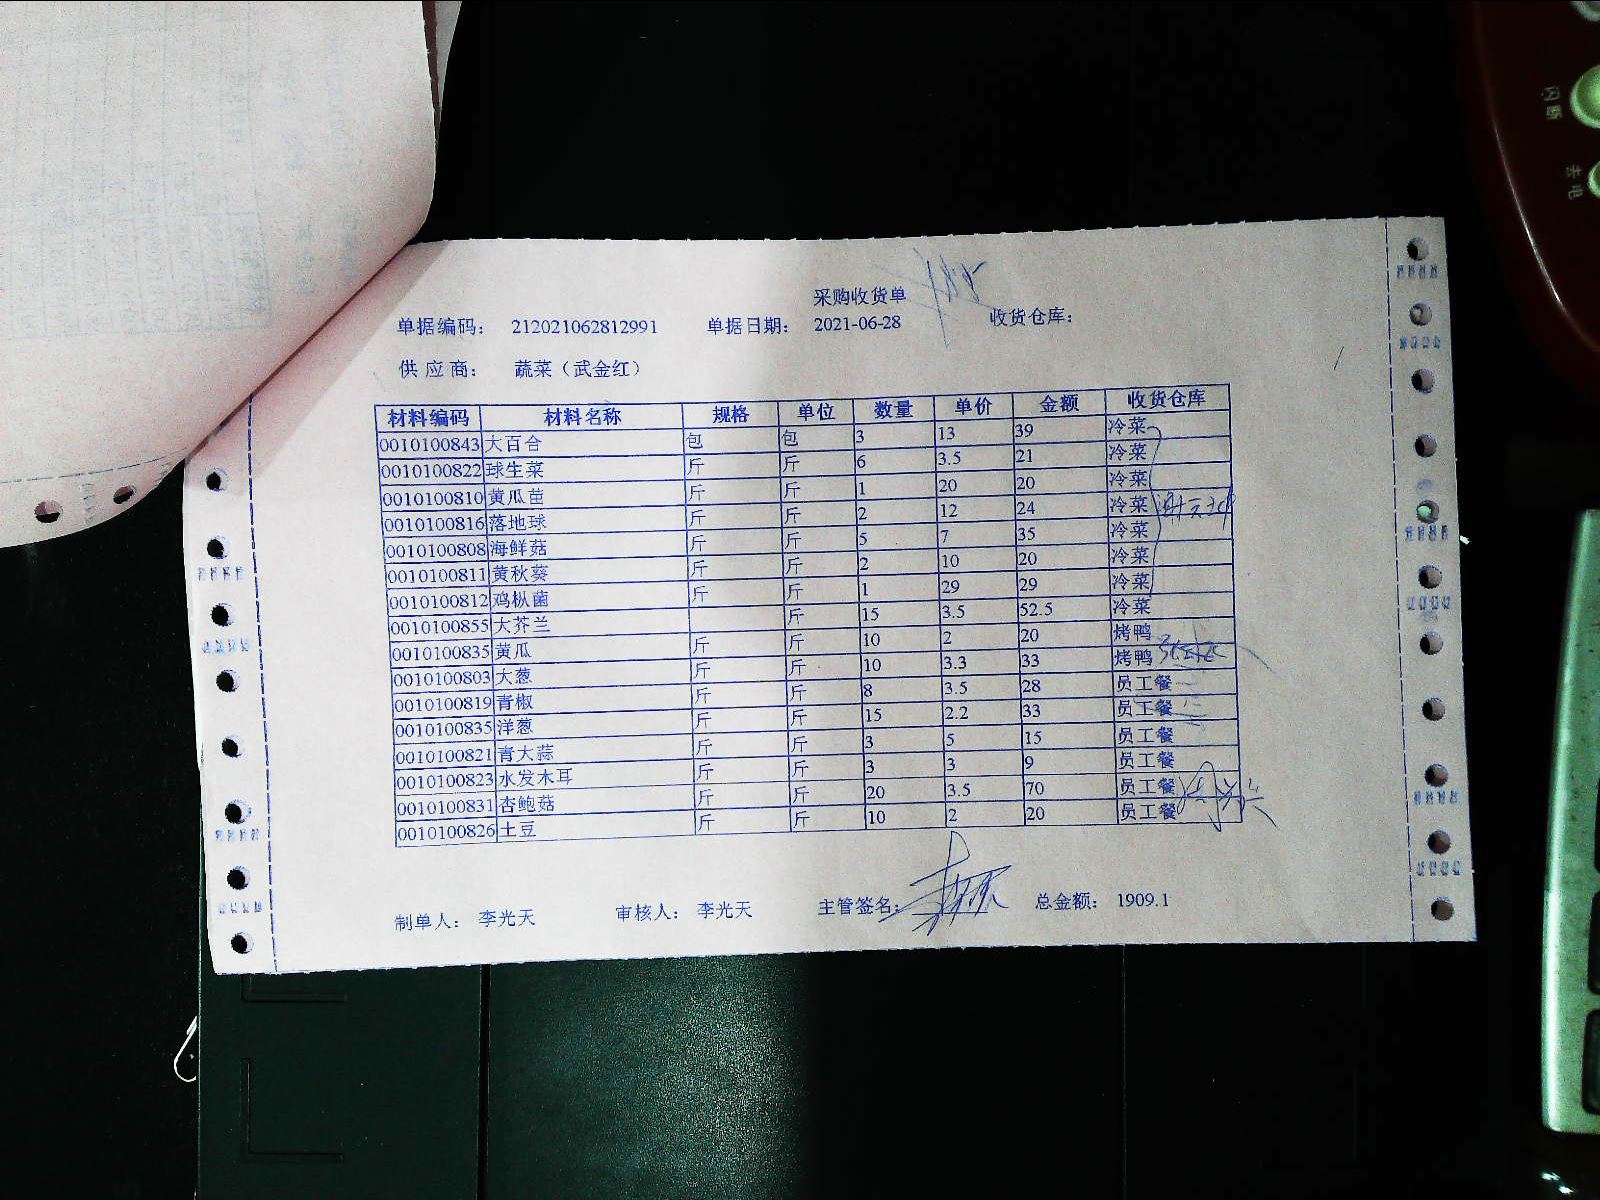 采购收货单
单据编码： 212021062812991 单据日期： 2021-06-28 收货仓库：
供应商： 蔬菜（武金红）
材料编码 材料名称 规格 单位 数量 单价 金额 收货仓库
0010100843 大百合 包 包 3 13 39 冷菜
0010100822 球生菜 斤 斤 6 3.5 21 冷菜
0010100810 黄瓜苗 斤 斤 1 20 20 冷菜
0010100816 落地球 斤 斤 2 12 24 冷菜
0010100808 海鲜菇 斤 斤 5 7 35 冷菜
0010100811 黄秋葵 斤 斤 2 10 20 冷菜
0010100812 鸡枞菌 斤 斤 1 29 29 冷菜
0010100855 大芥兰 斤 15 3.5 52.5 冷菜
0010100835 黄瓜 斤 斤 10 2 20 烤鸭
0010100803 大葱 斤 斤 10 3.3 33 烤鸭
0010100819 青椒 斤 斤 8 3.5 28 员工餐
0010100835 洋葱 斤 斤 15 2.2 33 员工餐
0010100821 青大蒜 斤 斤 3 5 15 员工餐
0010100823 水发木耳 斤 斤 3 3 9 员工餐
0010100831 杏鲍菇 斤 斤 20 3.5 70 员工餐
0010100826 土豆 斤 斤 10 2 20 员工餐
制单人： 李光天 审核人： 李光天 主管签名： 总金额： 1909.1